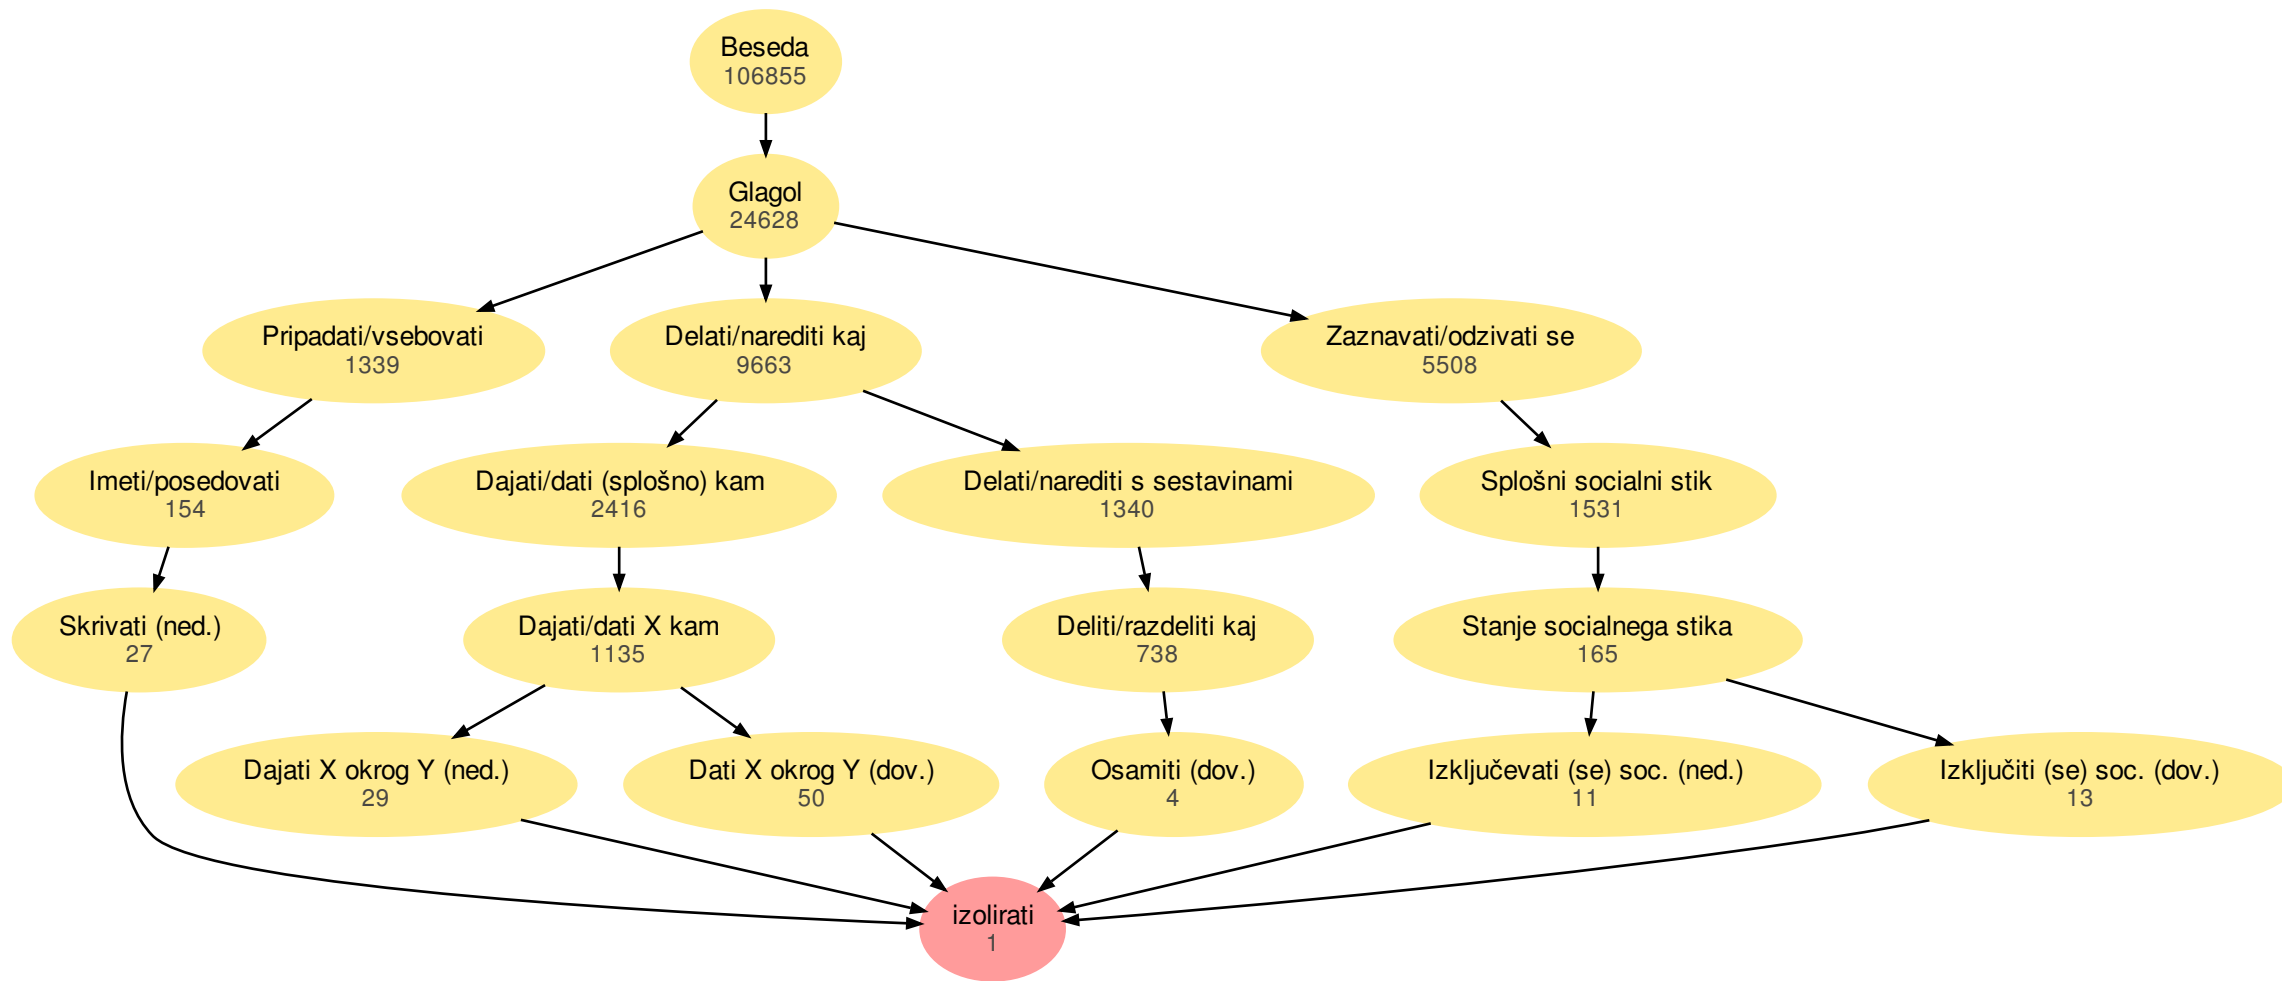 Beseda
106855
Glagol
24628
Pripadati/vsebovati
1339
Delati/narediti kaj
9663
Zaznavati/odzivati se
5508
Imeti/posedovati
154
Dajati/dati (splošno) kam
2416
Delati/narediti s sestavinami
1340
Splošni socialni stik
1531
Skrivati (ned.)
27
Dajati/dati X kam
1135
Deliti/razdeliti kaj
738
Stanje socialnega stika
165
Dajati X okrog Y (ned.)
29
Dati X okrog Y (dov.)
50
Osamiti (dov.)
4
Izključevati (se) soc. (ned.)
11
Izključiti (se) soc. (dov.)
13
izolirati
1